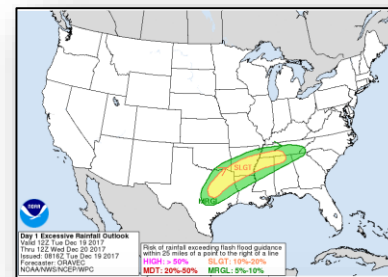 SLGT
MRGL
NOAA
Day 1 Excessive Rainfall Outlook
Valid 12Z Tue Dec 19 2017
Thru 12Z Wed Dec 20 2017
Issued: 0816Z Tue Dec 19 2017
Forecaster: ORAVEC
NOAA/NWS/NCEP/WPC
Risk of rainfall exceeding flash flood guidance
within 25 miles of a point to the right of a line
HIGH: > 50% SLGT: 10%-20%
MDT: 20%-50% MRGL: 5%-10%